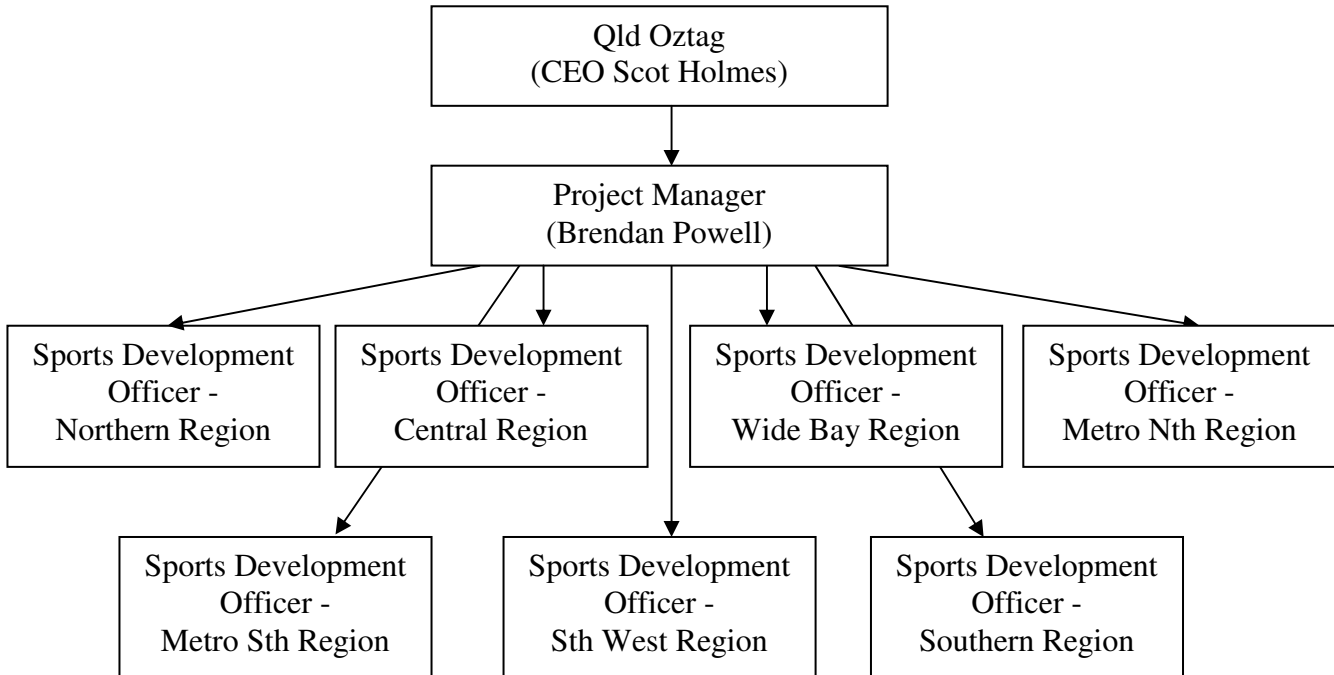 Qld Oztag
(CEO Scot Holmes)
Project Manager
(Brendan Powell)
Sports Development
Officer -
Northern Region
Sports Development
Officer -
Central Region
Sports Development
Officer -
Wide Bay Region
Sports Development
Officer -
Metro Nth Region
Sports Development
Officer -
Metro Sth Region
Sports Development
Officer -
Sth West Region
Sports Development
Officer -
Southern Region